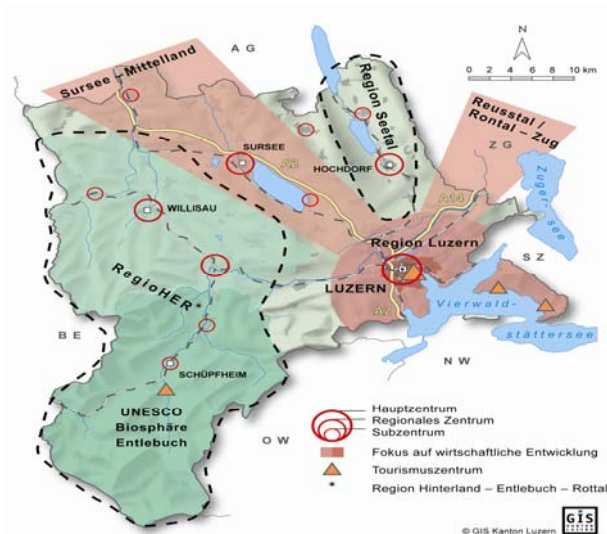 A G
N
0 2 4 6 8 10 km
Sursee – Mittelland
Region Seetal
Reusstal /
Rontal – Zug
Z G
SURSEE
HOCHDORF
A2
A14
Zuger-
see
WILLISAU
Region Luzern
S Z
RegioHER*
LUZERN
Vierwald-
stättersee
A2
B E
N W
SCHÜPFHEIM
UNESCO
Biosphäre
Entlebuch
O W
Hauptzentrum
Regionales Zentrum
Subzentrum
Fokus auf wirtschaftliche Entwicklung
Tourismuszentrum
* Region Hinterland – Entlebuch – Rottal
© GIS Kanton Luzern
GIS
KANTON
LUZERN